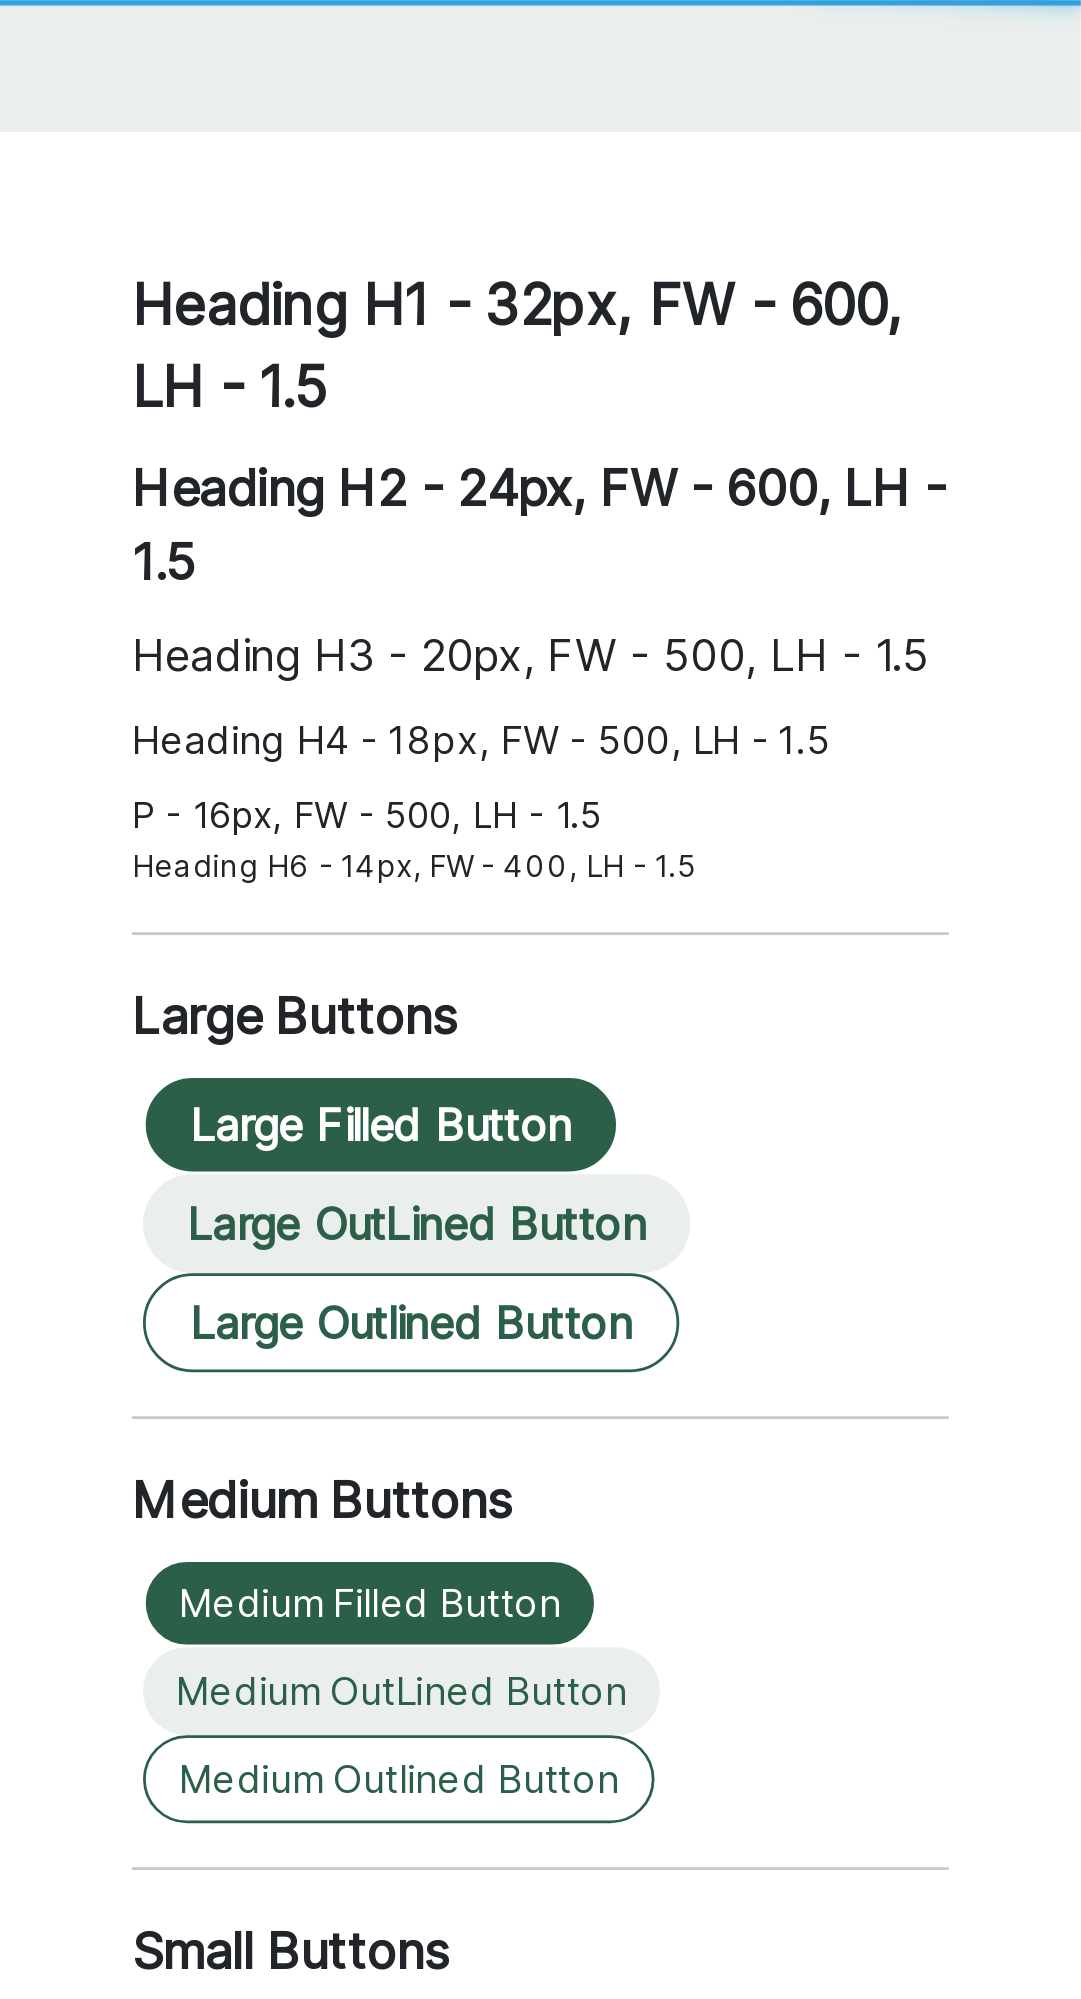 Heading H1 - 32px, FW - 600,
LH - 1.5
Heading H2 - 24px, FW - 600, LH -
1.5
Heading H3 - 20px, FW - 500, LH - 1.5
Heading H4 - 18px, FW - 500, LH - 1.5
P - 16px, FW - 500, LH - 1.5
Heading H6 - 14px, FW - 400, LH - 1.5
Large Buttons
Large Filled Button
Large OutLined Button
Large Outlined Button
Medium Buttons
Medium Filled Button
Medium OutLined Button
Medium Outlined Button
Small Buttons